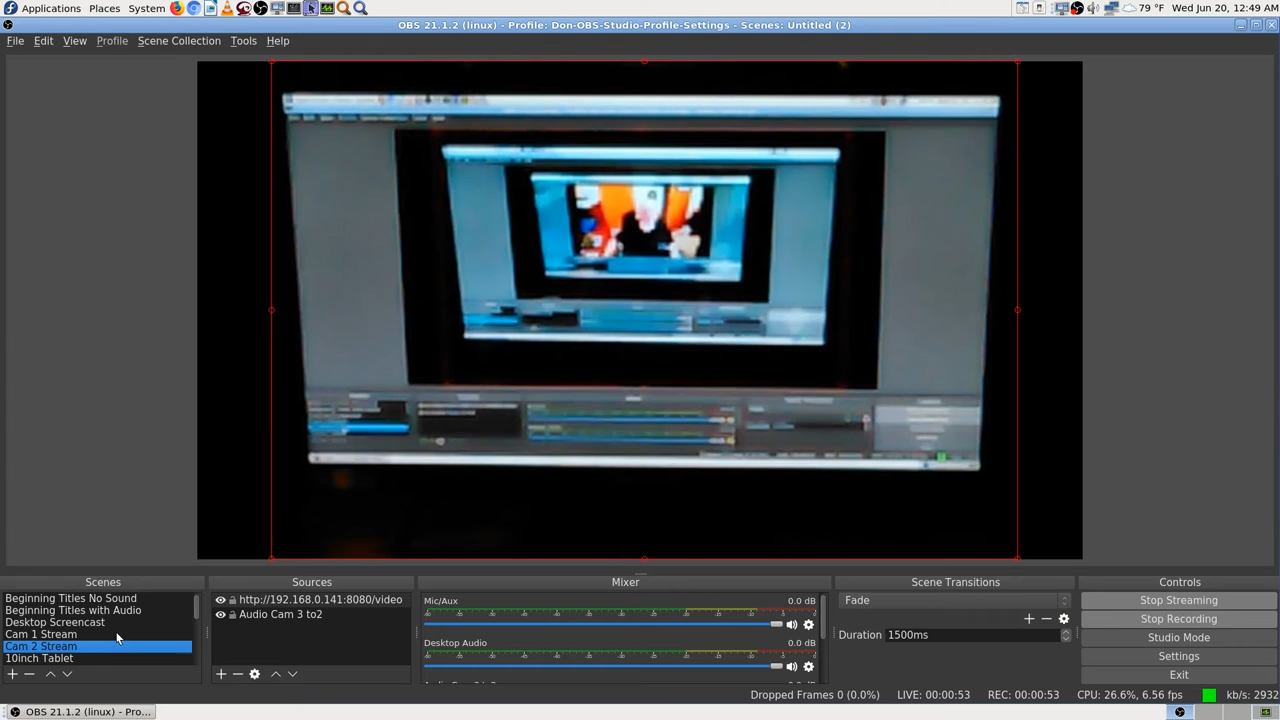 Applications Places System 79 °F Wed Jun 20, 12:49 AM
OBS 21.1.2 (linux) - Profile: Don-OBS-Studio-Profile-Settings - Scenes: Untitled (2)
File Edit View Profile Scene Collection Tools Help
Scenes Sources Mixer Scene Transitions Controls
Beginning Titles No Sound
Beginning Titles with Audio
Desktop Screencast
Cam 1 Stream
Cam 2 Stream
10inch Tablet
http://192.168.0.141:8080/video
Audio Cam 3 to2
Mic/Aux 0.0 dB
Desktop Audio 0.0 dB
Fade
Duration 1500ms
Stop Streaming
Stop Recording
Studio Mode
Settings
Exit
Dropped Frames 0 (0.0%) LIVE: 00:00:53 REC: 00:00:53 CPU: 26.6%, 6.56 fps kb/s: 2932
OBS 21.1.2 (linux) - Pro...